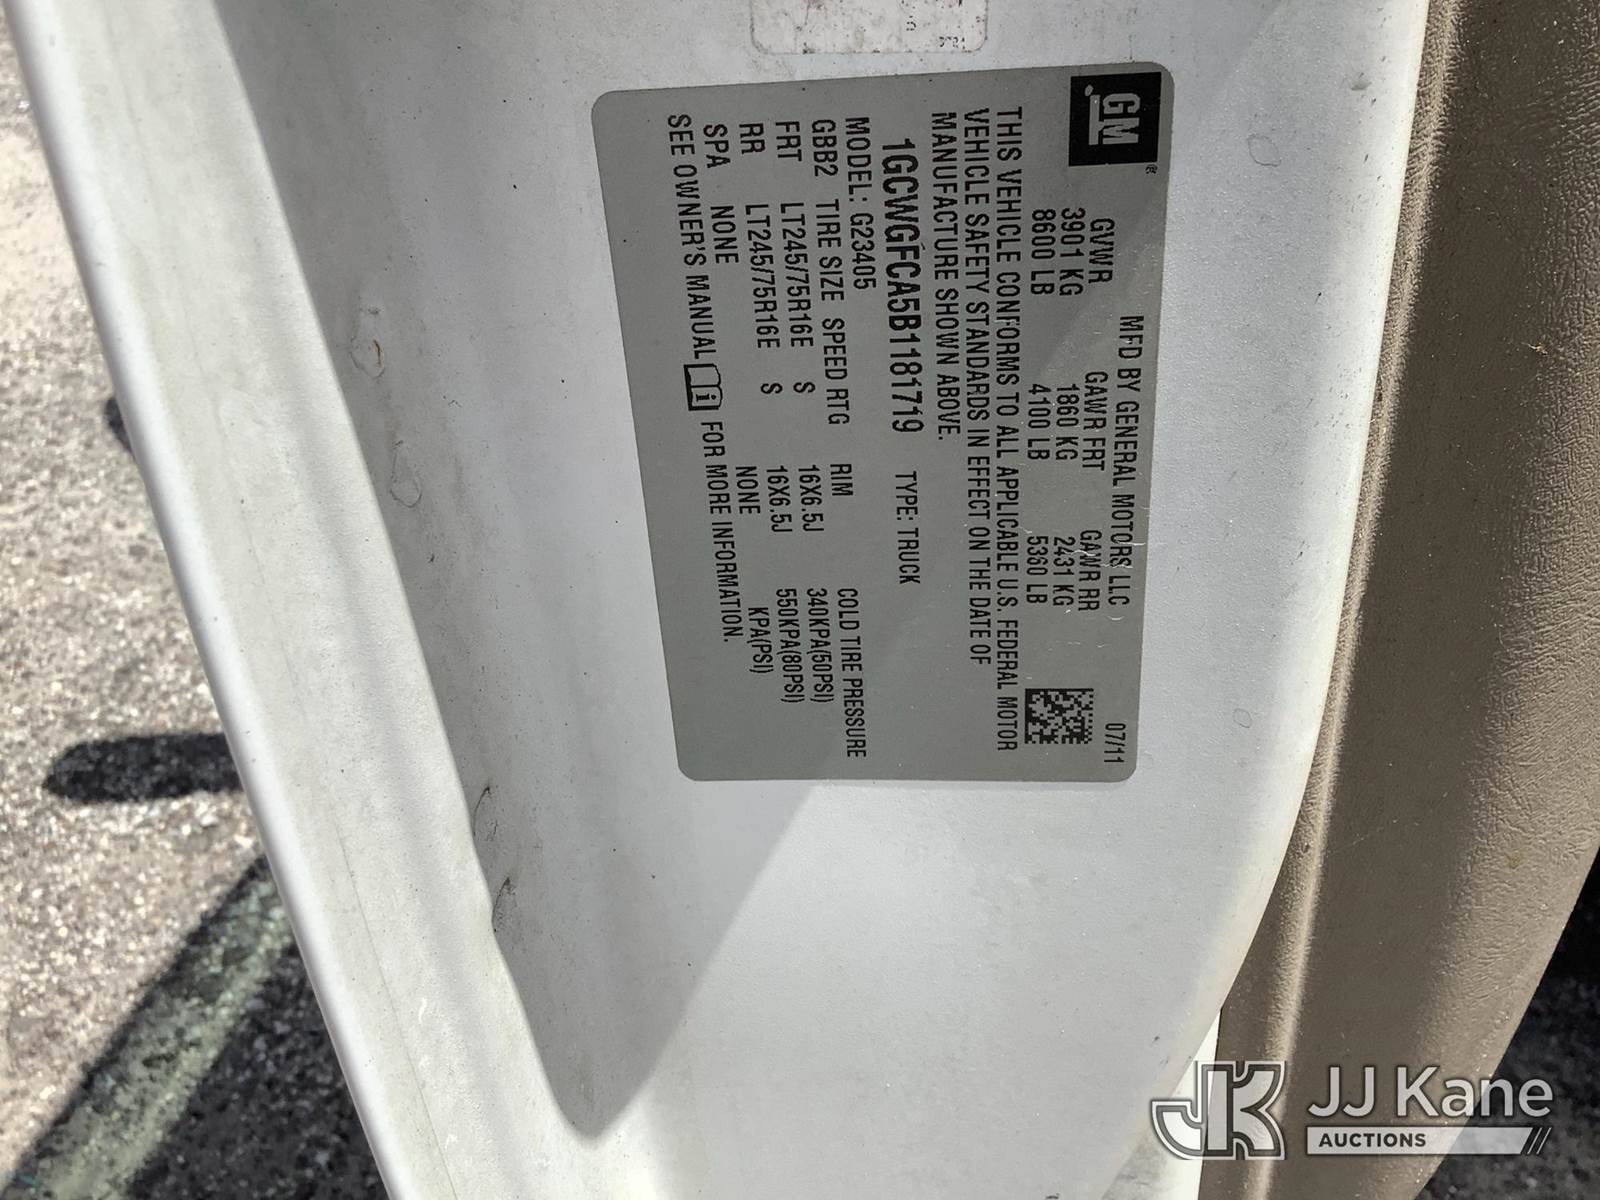 GM®
MFD BY GENERAL MOTORS LLC 07/11
GVWR GAWR FRT GAWR RR
3901 KG 1860 KG 2431 KG
8600 LB 4100 LB 5360 LB
THIS VEHICLE CONFORMS TO ALL APPLICABLE U.S. FEDERAL MOTOR
VEHICLE SAFETY STANDARDS IN EFFECT ON THE DATE OF
MANUFACTURE SHOWN ABOVE.
1GCWGFCA5B1181719 TYPE: TRUCK
MODEL: G23405
GBB2 TIRE SIZE SPEED RTG RIM COLD TIRE PRESSURE
FRT LT245/75R16E S 16X6.5J 340KPA(50PSI)
RR LT245/75R16E S 16X6.5J 550KPA(80PSI)
SPA NONE NONE KPA(PSI)
SEE OWNER'S MANUAL i FOR MORE INFORMATION.
JK JJ Kane
AUCTIONS